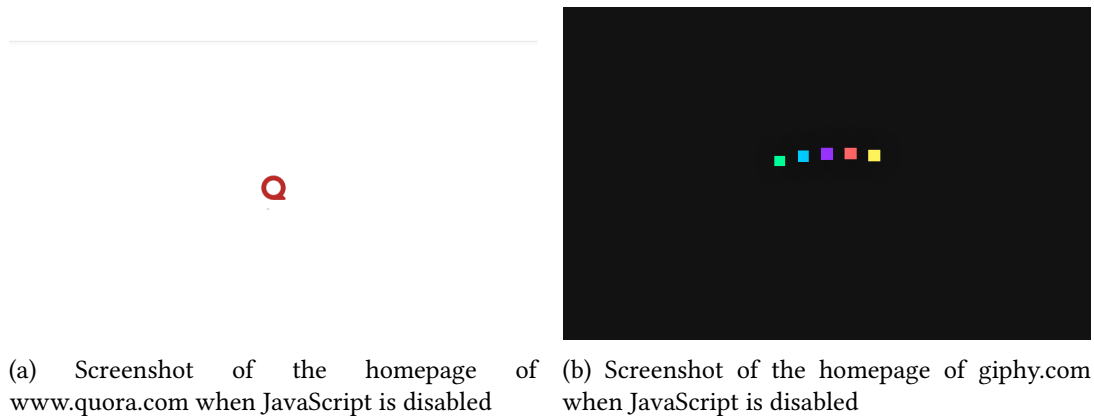 (a) Screenshot of the homepage of
www.quora.com when JavaScript is disabled
(b) Screenshot of the homepage of giphy.com
when JavaScript is disabled